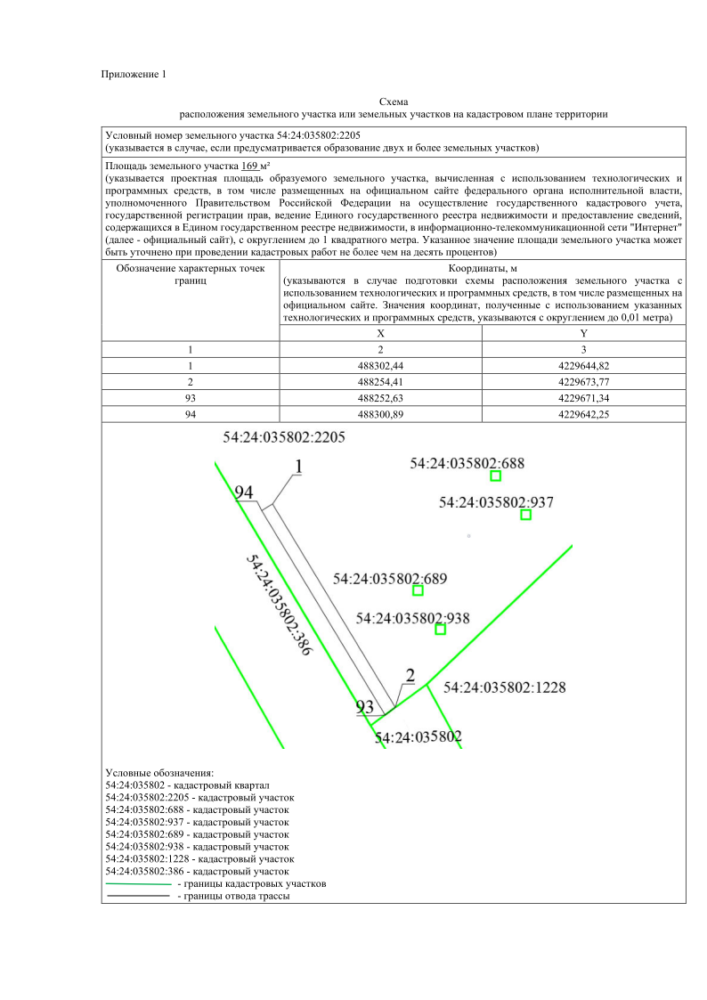 Приложение 1
Схема
расположения земельного участка или земельных участков на кадастровом плане территории
Условный номер земельного участка 54:24:035802:2205
(указывается в случае, если предусматривается образование двух и более земельных участков)
Площадь земельного участка 169 м²
(указывается проектная площадь образуемого земельного участка, вычисленная с использованием технологических и
программных средств, в том числе размещенных на официальном сайте федерального органа исполнительной власти,
уполномоченного Правительством Российской Федерации на осуществление государственного кадастрового учета,
государственной регистрации прав, ведение Единого государственного реестра недвижимости и предоставление сведений,
содержащихся в Едином государственном реестре недвижимости, в информационно-телекоммуникационной сети "Интернет"
(далее - официальный сайт), с округлением до 1 квадратного метра. Указанное значение площади земельного участка может
быть уточнено при проведении кадастровых работ не более чем на десять процентов)
Обозначение характерных точек
границ
Координаты, м
(указываются в случае подготовки схемы расположения земельного участка с
использованием технологических и программных средств, в том числе размещенных на
официальном сайте. Значения координат, полученные с использованием указанных
технологических и программных средств, указываются с округлением до 0,01 метра)
X Y
1 2 3
1 488302,44 4229644,82
2 488254,41 4229673,77
93 488252,63 4229671,34
94 488300,89 4229642,25
54:24:035802:2205
1
54:24:035802:688
94
54:24:035802:937
54:24:035802:386
54:24:035802:689
54:24:035802:938
2
54:24:035802:1228
93
54:24:035802
Условные обозначения:
54:24:035802 - кадастровый квартал
54:24:035802:2205 - кадастровый участок
54:24:035802:688 - кадастровый участок
54:24:035802:937 - кадастровый участок
54:24:035802:689 - кадастровый участок
54:24:035802:938 - кадастровый участок
54:24:035802:1228 - кадастровый участок
54:24:035802:386 - кадастровый участок
- границы кадастровых участков
- границы отвода трассы